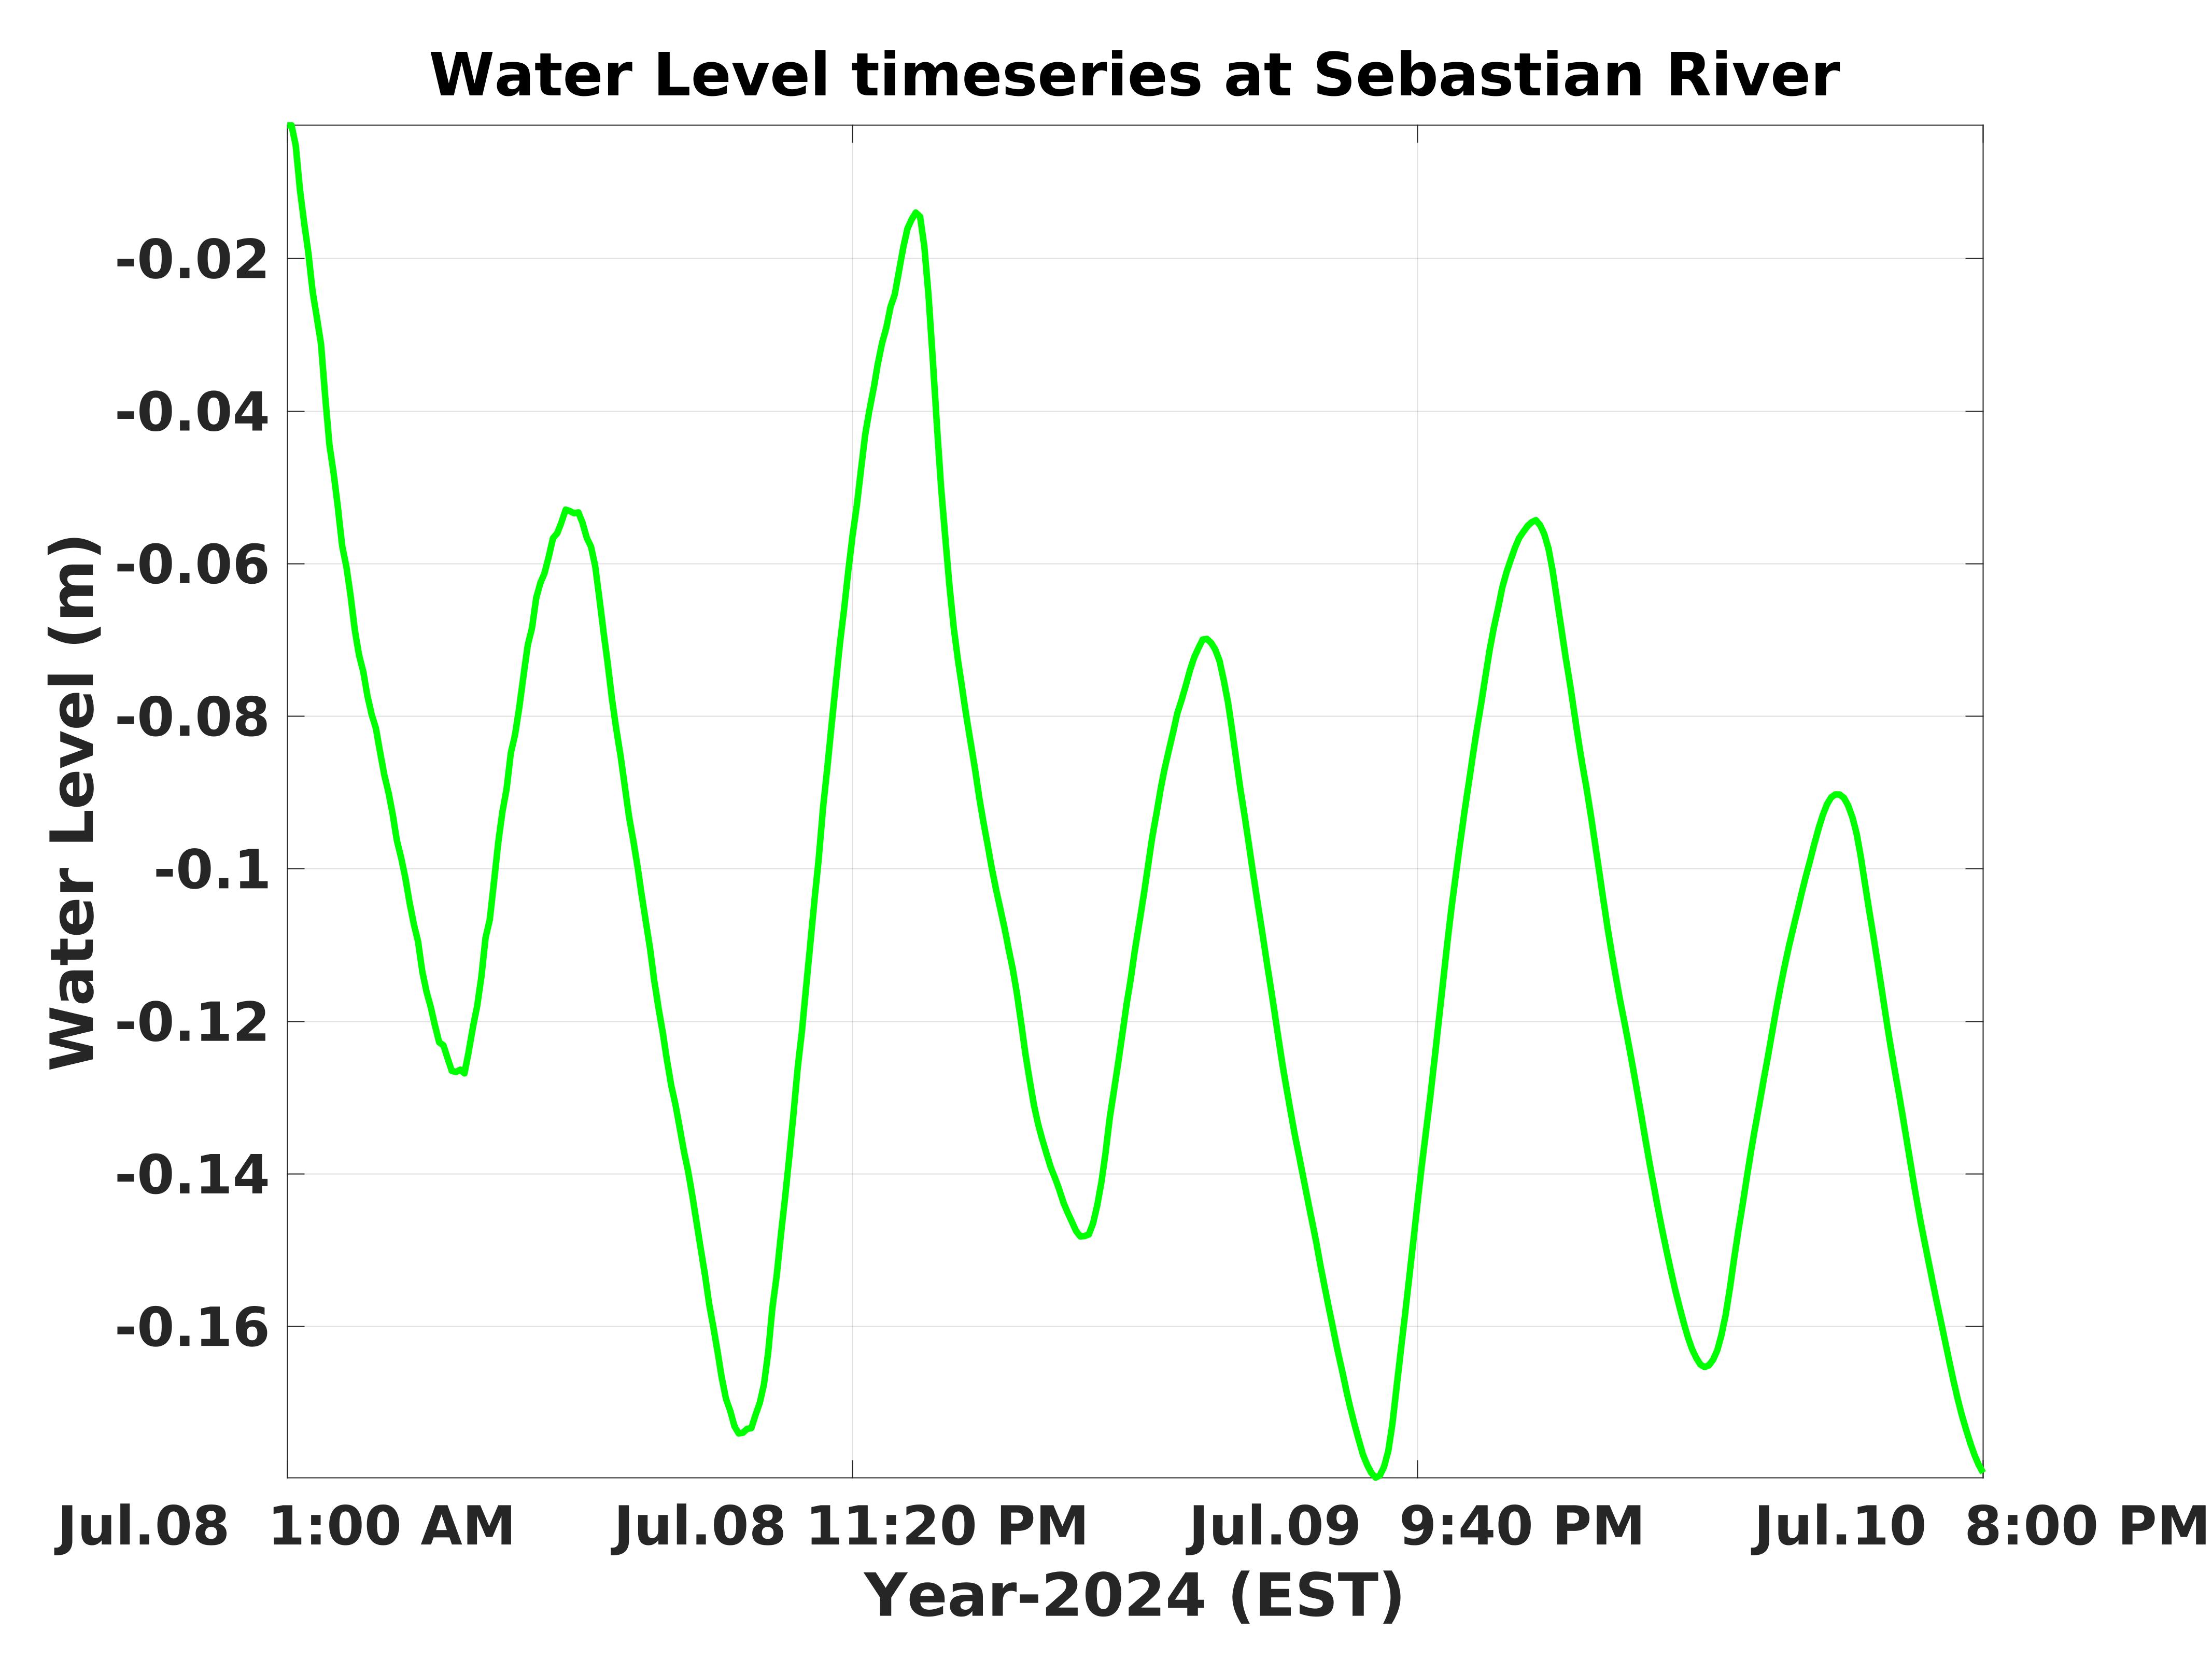 Water Level timeseries at Sebastian River
Water Level (m)
-0.02
-0.04
-0.06
-0.08
-0.1
-0.12
-0.14
-0.16
Jul.08 1:00 AM Jul.08 11:20 PM Jul.09 9:40 PM Jul.10 8:00 PM
Year-2024 (EST)